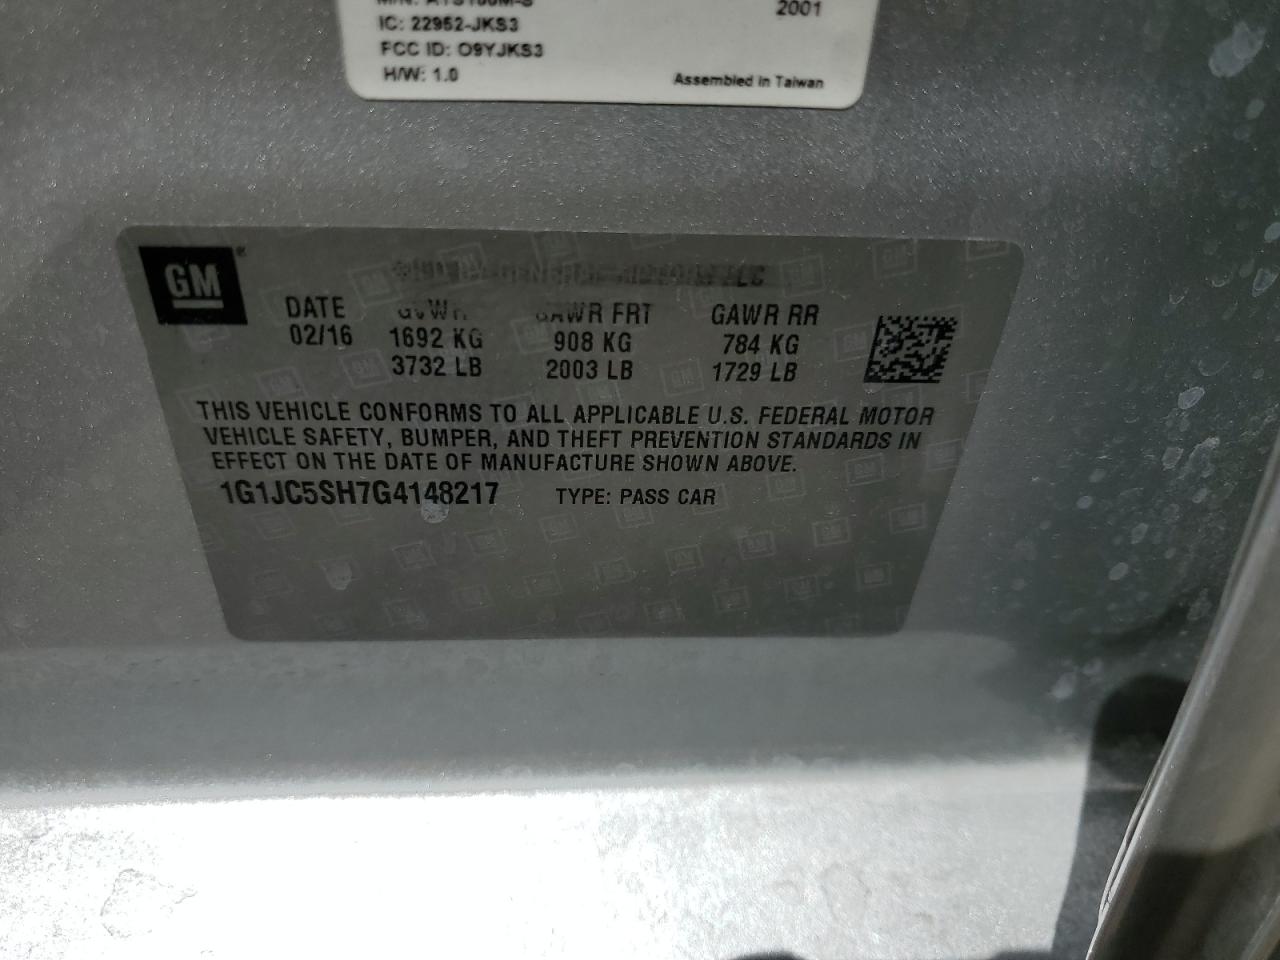 2001
IC: 22952-JKS3
FCC ID: O9YJKS3
H/W: 1.0
Assembled in Taiwan
GM
DATE GVWR GAWR FRT GAWR RR
02/16 1692 KG 908 KG 784 KG
3732 LB 2003 LB 1729 LB
THIS VEHICLE CONFORMS TO ALL APPLICABLE U.S. FEDERAL MOTOR
VEHICLE SAFETY, BUMPER, AND THEFT PREVENTION STANDARDS IN
EFFECT ON THE DATE OF MANUFACTURE SHOWN ABOVE.
1G1JC5SH7G4148217 TYPE: PASS CAR